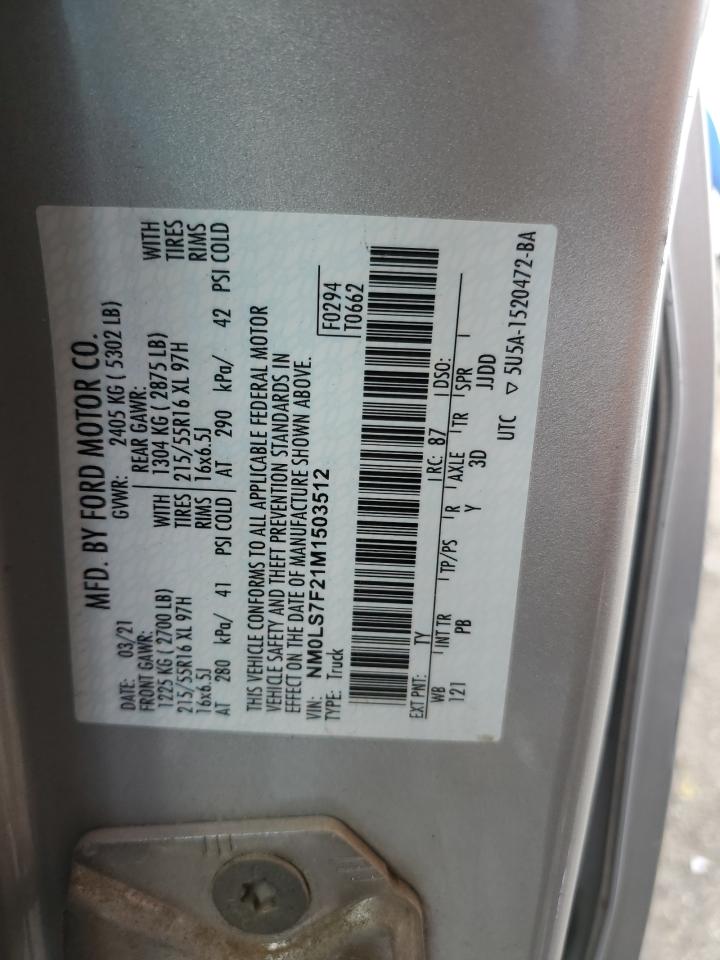 MFD. BY FORD MOTOR CO.
DATE: 03/21 GVWR: 2405 KG ( 5302 LB)
FRONT GAWR: REAR GAWR:
1225 KG ( 2700 LB) WITH 1304 KG ( 2875 LB) WITH
215/55R16 XL 97H TIRES 215/55R16 XL 97H TIRES
16x6.5J RIMS 16x6.5J RIMS
AT 280 kPa/ 41 PSI COLD AT 290 kPa/ 42 PSI COLD
THIS VEHICLE CONFORMS TO ALL APPLICABLE FEDERAL MOTOR
VEHICLE SAFETY AND THEFT PREVENTION STANDARDS IN
EFFECT ON THE DATE OF MANUFACTURE SHOWN ABOVE.
VIN: NM0LS7F21M1503512 F0294
TYPE: Truck T0662
EXT PNT: TY RC: 87 DSO:
WB INT TR TP/PS R AXLE TR SPR
121 PB Y 3D JJDD
UTC ▽ 5U5A-1520472-BA